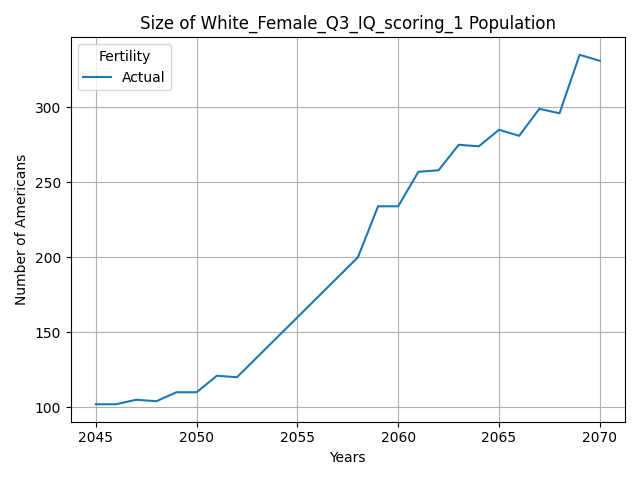 Size of White_Female_Q3_IQ_scoring_1 Population
Fertility
Actual
Number of Americans
300
250
200
150
100
2045 2050 2055 2060 2065 2070
Years